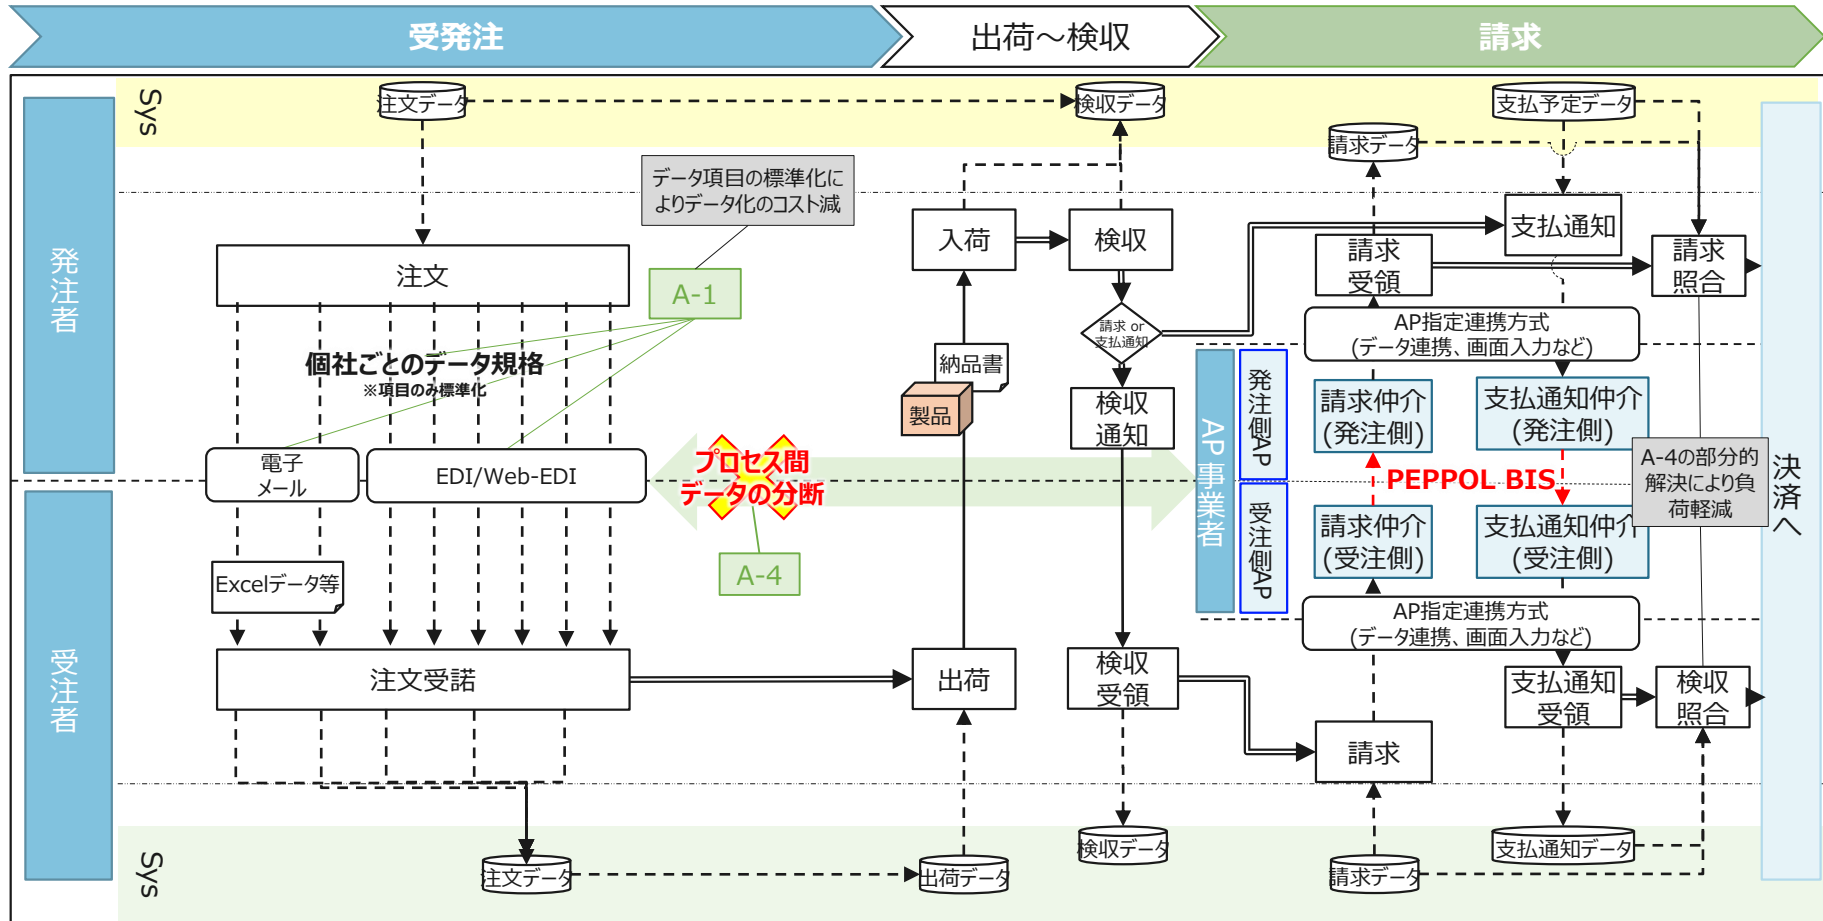 受発注
出荷～検収
請求
Sys
注文データ
検収データ
支払予定データ
請求データ
データ項目の標準化に
よりデータ化のコスト減
発注者
注文
A-1
入荷
検収
支払通知
請求
受領
請求
照合
請求 or
支払通知
AP指定連携方式
(データ連携、画面入力など)
個社ごとのデータ規格
※項目のみ標準化
納品書
製品
検収
通知
AP事業者
発注側AP
請求仲介
(発注側)
支払通知仲介
(発注側)
電子
メール
EDI/Web-EDI
プロセス間
データの分断
PEPPOL BIS
A-4の部分的
解決により負
荷軽減
決済へ
受注側AP
請求仲介
(受注側)
支払通知仲介
(受注側)
A-4
Excelデータ等
AP指定連携方式
(データ連携、画面入力など)
受注者
注文受諾
出荷
検収
受領
請求
支払通知
受領
検収
照合
Sys
注文データ
出荷データ
検収データ
請求データ
支払通知データ